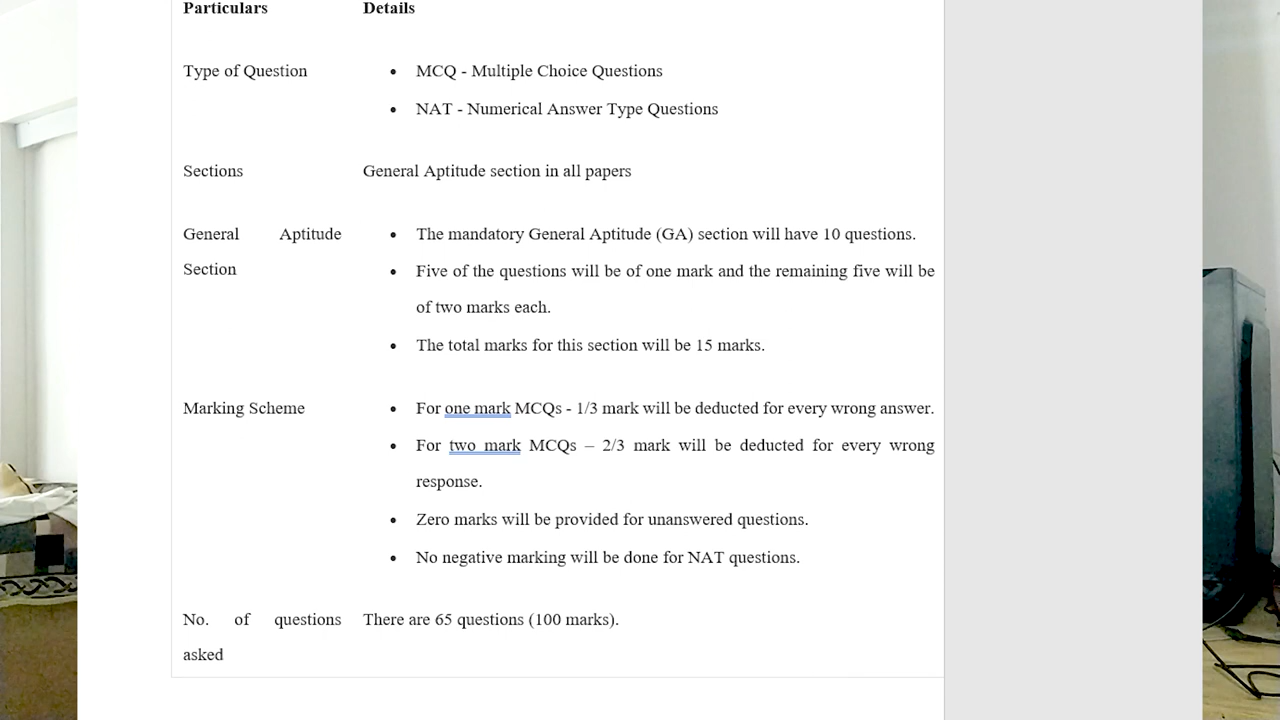 Particulars Details
Type of Question • MCQ - Multiple Choice Questions
• NAT - Numerical Answer Type Questions
Sections General Aptitude section in all papers
General Aptitude • The mandatory General Aptitude (GA) section will have 10 questions.
Section • Five of the questions will be of one mark and the remaining five will be
of two marks each.
• The total marks for this section will be 15 marks.
Marking Scheme • For one mark MCQs - 1/3 mark will be deducted for every wrong answer.
• For two mark MCQs – 2/3 mark will be deducted for every wrong
response.
• Zero marks will be provided for unanswered questions.
• No negative marking will be done for NAT questions.
No. of questions There are 65 questions (100 marks).
asked